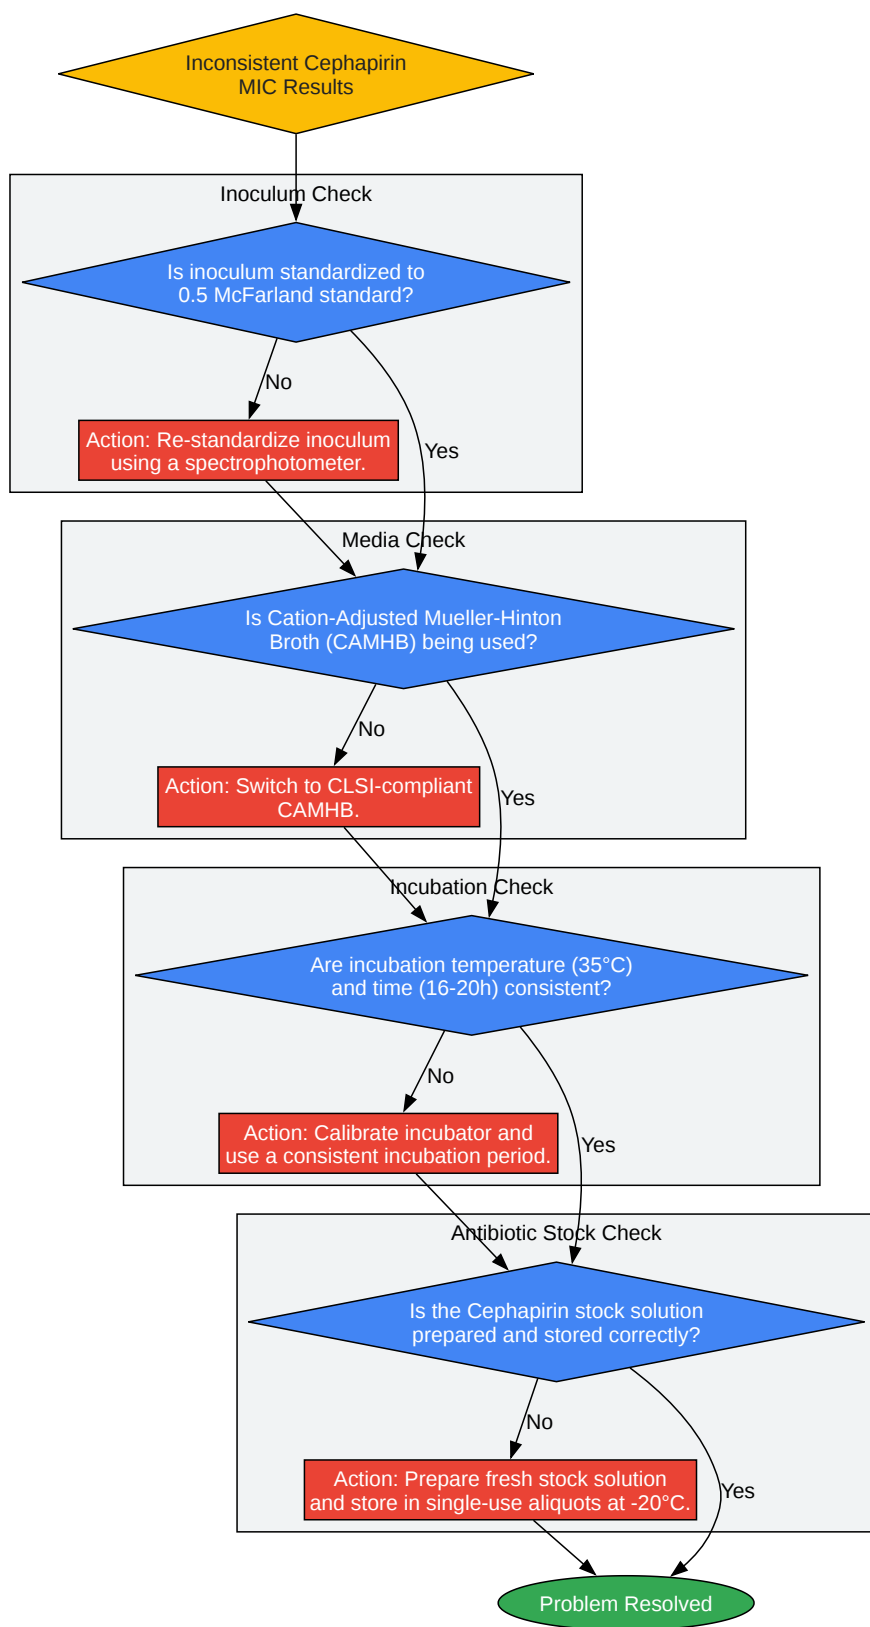 Inconsistent Cephapirin
MIC Results
Inoculum Check
Is inoculum standardized to
0.5 McFarland standard?
No
Action: Re-standardize inoculum
using a spectrophotometer.
Yes
Media Check
Is Cation-Adjusted Mueller-Hinton
Broth (CAMHB) being used?
No
Action: Switch to CLSI-compliant
CAMHB.
Yes
Incubation Check
Are incubation temperature (35°C)
and time (16-20h) consistent?
No
Action: Calibrate incubator and
use a consistent incubation period.
Yes
Antibiotic Stock Check
Is the Cephapirin stock solution
prepared and stored correctly?
No
Action: Prepare fresh stock solution
and store in single-use aliquots at -20°C.
Yes
Problem Resolved